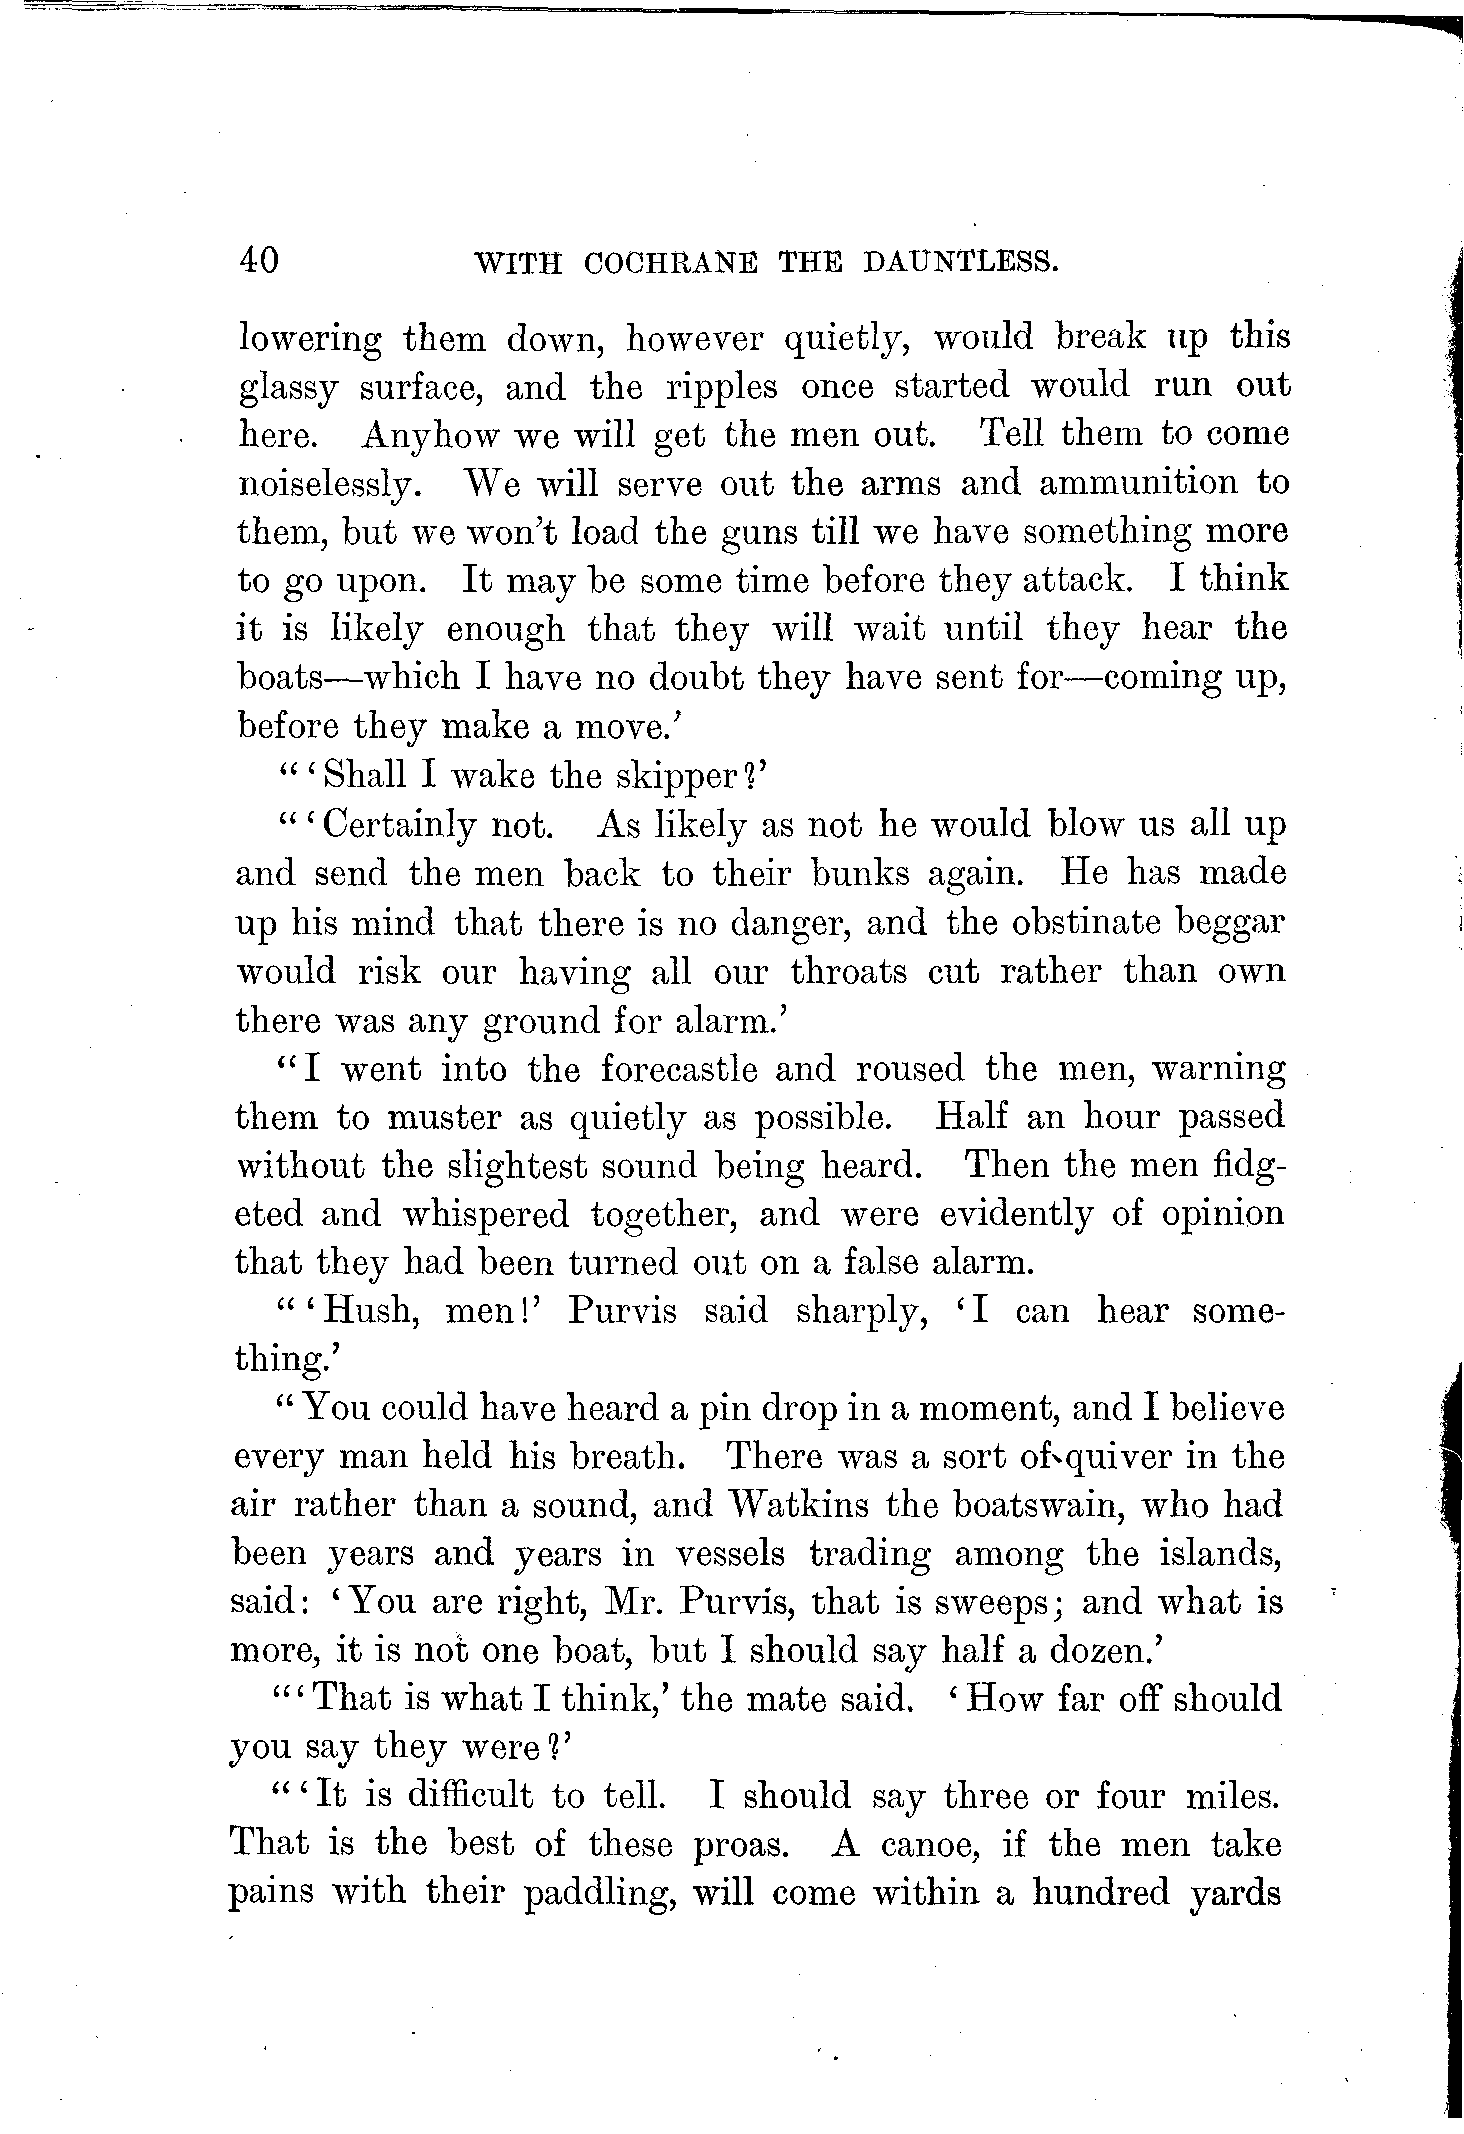 40 WITH COCHRANE THE DAUNTLESS.
lowering them down, however quietly, would break up this
glassy surface, and the ripples once started would run out
here. Anyhow we will get the men out. Tell them to come
noiselessly. We will serve out the arms and ammunition to
them, but we won't load the guns till we have something more
to go upon. It may be some time before they attack. I think
it is likely enough that they will wait until they hear the
boats—which I have no doubt they have sent for—coming up,
before they make a move.'
"'Shall I wake the skipper?'
"'Certainly not. As likely as not he would blow us all up
and send the men back to their bunks again. He has made
up his mind that there is no danger, and the obstinate beggar
would risk our having all our throats cut rather than own
there was any ground for alarm.'
"I went into the forecastle and roused the men, warning
them to muster as quietly as possible. Half an hour passed
without the slightest sound being heard. Then the men fidg-
eted and whispered together, and were evidently of opinion
that they had been turned out on a false alarm.
"'Hush, men!' Purvis said sharply, 'I can hear some-
thing.'
"You could have heard a pin drop in a moment, and I believe
every man held his breath. There was a sort of quiver in the
air rather than a sound, and Watkins the boatswain, who had
been years and years in vessels trading among the islands,
said: 'You are right, Mr. Purvis, that is sweeps; and what is
more, it is not one boat, but I should say half a dozen.'
"'That is what I think,' the mate said. 'How far off should
you say they were?'
"'It is difficult to tell. I should say three or four miles.
That is the best of these proas. A canoe, if the men take
pains with their paddling, will come within a hundred yards